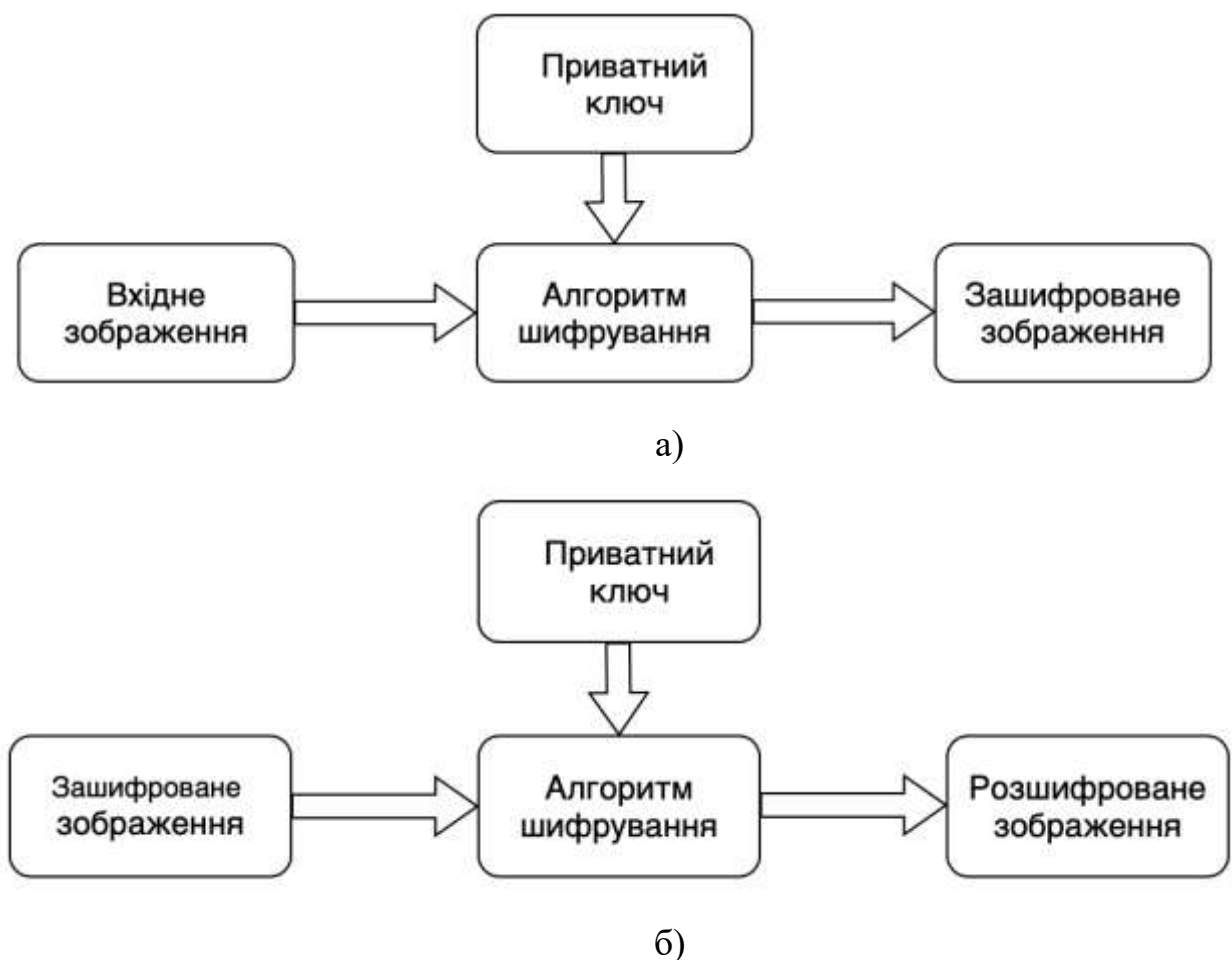 Приватний
ключ
Вхідне
зображення
Алгоритм
шифрування
Зашифроване
зображення
а)
Приватний
ключ
Зашифроване
зображення
Алгоритм
шифрування
Розшифроване
зображення
б)